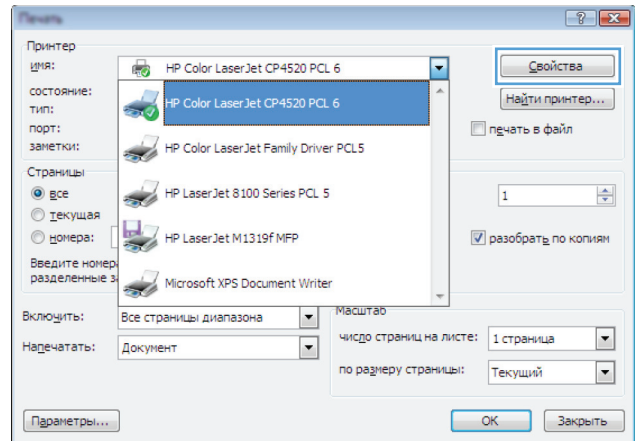 Принтер
имя:
HP Color LaserJet CP4520 PCL 6
Свойства
состояние:
HP Color LaserJet CP4520 PCL 6
Найти принтер...
тип:
порт:
HP Color LaserJet Family Driver PCL5
печать в файл
заметки:
Страницы
все
HP LaserJet 8100 Series PCL 5
1
текущая
номера:
HP LaserJet M1319f MFP
разобрать по копиям
Введите
разделенные
Microsoft XPS Document Writer
Включить:
Все страницы диапазона
Масштаб
число страниц на листе:
1 страница
Напечатать:
Документ
по размеру страницы:
Текущий
Параметры...
OK
Закрыть